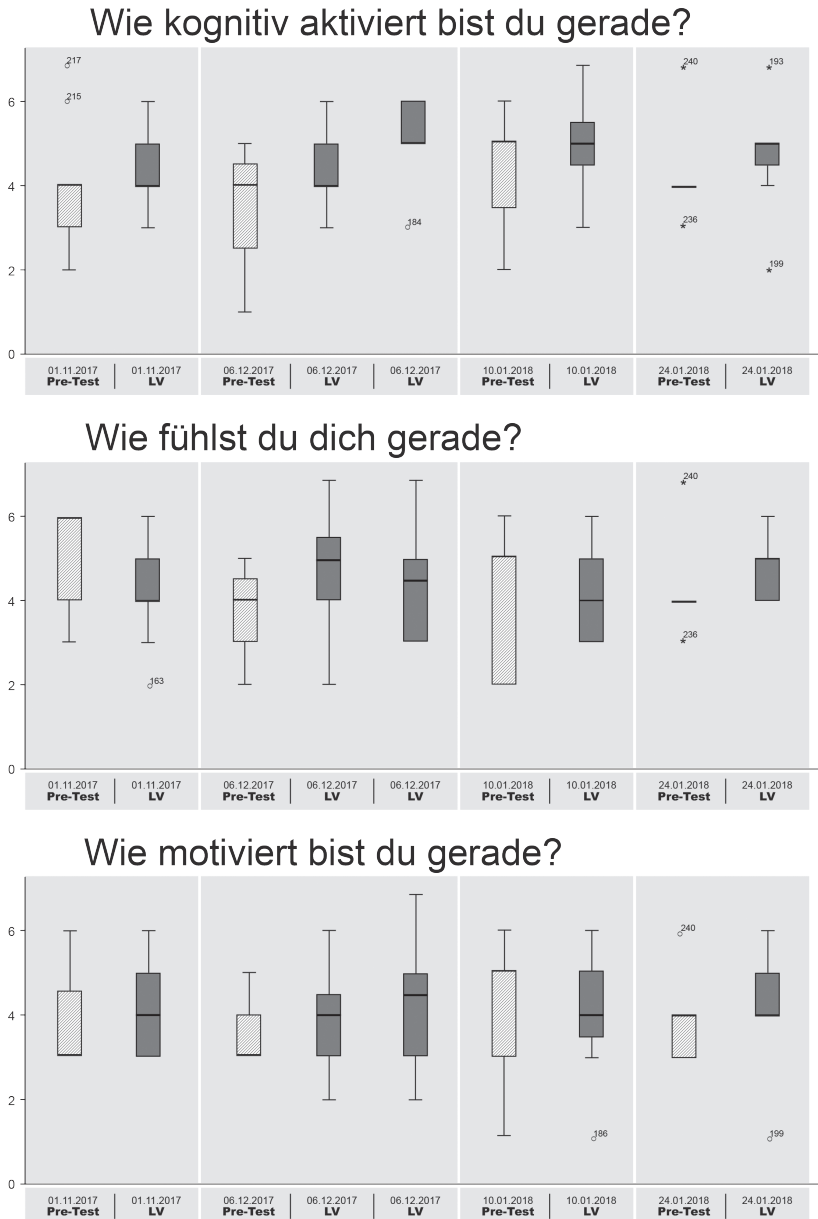 Wie kognitiv aktiviert bist du gerade?
217
240
193
215
6
4
184
236
2
199
0
01.11.2017 01.11.2017 06.12.2017 06.12.2017 06.12.2017 10.01.2018 10.01.2018 24.01.2018 24.01.2018
Pre-Test LV Pre-Test LV LV Pre-Test LV Pre-Test LV
Wie fühlst du dich gerade?
240
6
4
236
163
2
0
01.11.2017 01.11.2017 06.12.2017 06.12.2017 06.12.2017 10.01.2018 10.01.2018 24.01.2018 24.01.2018
Pre-Test LV Pre-Test LV LV Pre-Test LV Pre-Test LV
Wie motiviert bist du gerade?
240
6
4
2
186
199
0
01.11.2017 01.11.2017 06.12.2017 06.12.2017 06.12.2017 10.01.2018 10.01.2018 24.01.2018 24.01.2018
Pre-Test LV Pre-Test LV LV Pre-Test LV Pre-Test LV